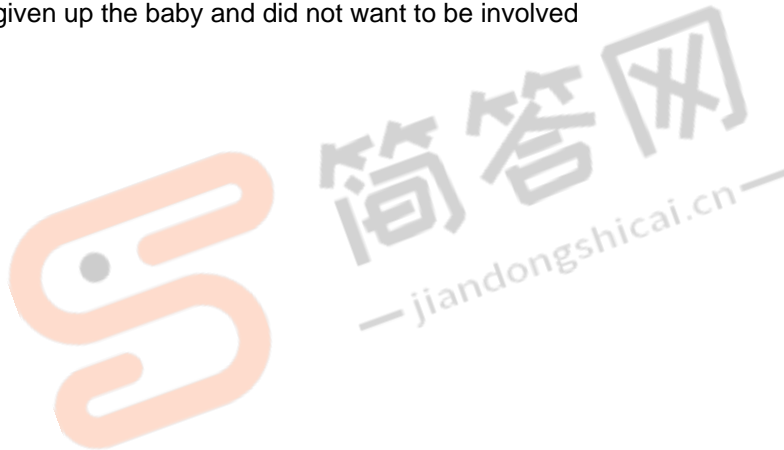 given up the baby and did not want to be involved
简答网
jiandongshicai.cn